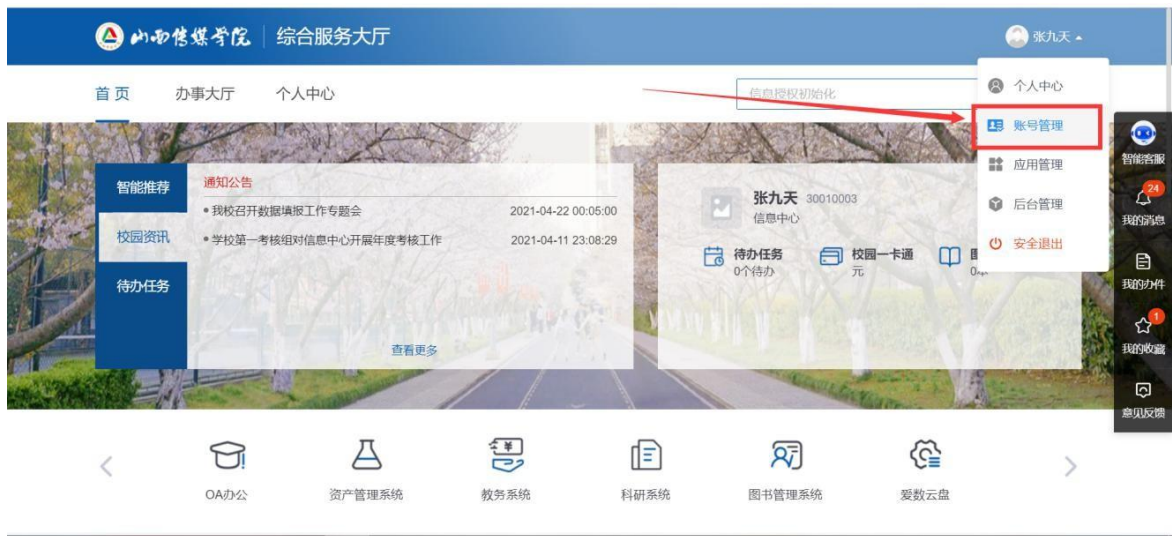 山西传媒学院 综合服务大厅
张九天
首页 办事大厅 个人中心
信息授权初始化
个人中心
账号管理
应用管理
后台管理
安全退出
智能推荐
校园资讯
待办任务
通知公告
我校召开数据填报工作专题会 2021-04-22 00:05:00
学校第一考核组对信息中心开展年度考核工作 2021-04-11 23:08:29
查看更多
张九天 30010003
信息中心
待办任务
0个待办
校园一卡通
元
智能客服
24
我的消息
我的办件
1
我的收藏
意见反馈
OA办公 资产管理系统 教务系统 科研系统 图书管理系统 爱数云盘